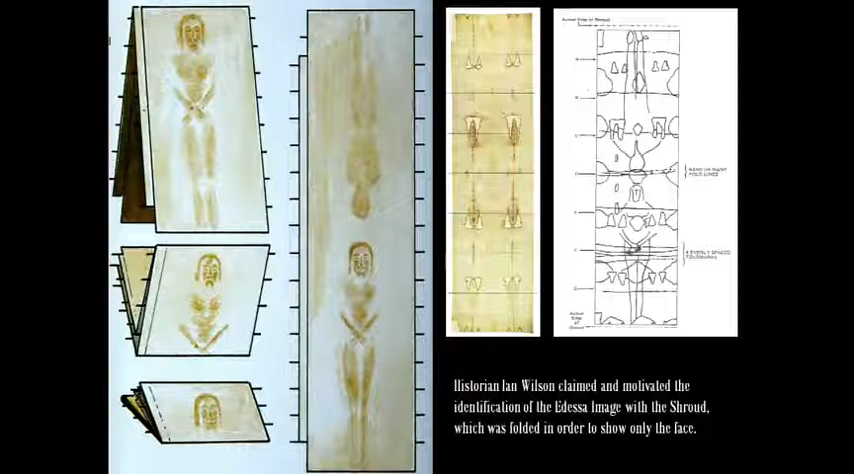 Historian Ian Wilson claimed and motivated the
identification of the Edessa Image with the Shroud,
which was folded in order to show only the face.